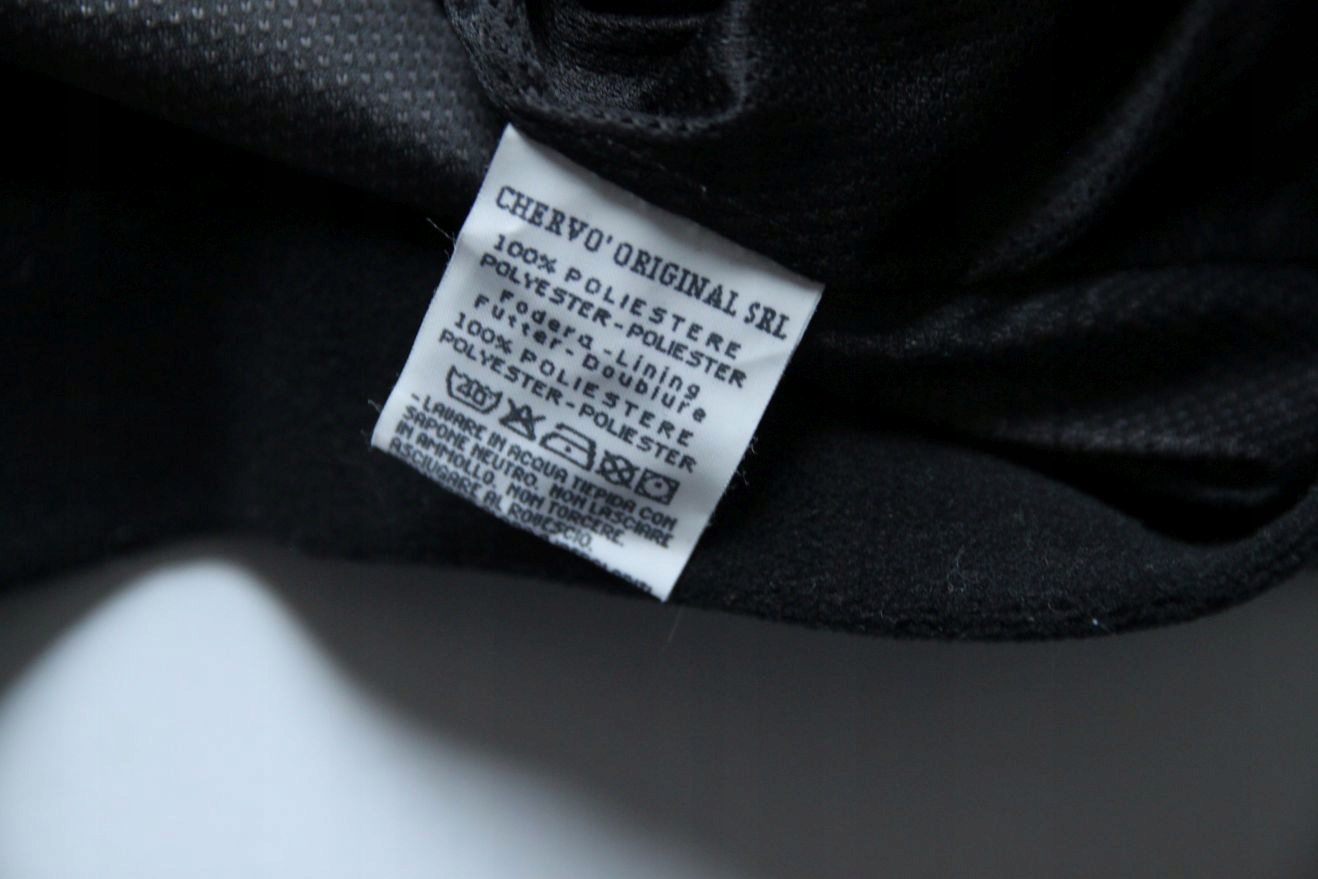 CHERVO' ORIGINAL SRL
100% POLIESTERE
POLYESTER-POLIESTER
Fodera-Lining
Futter-Doublure
100% POLIESTERE
POLYESTER-POLIESTER
40
-LAVARE IN ACQUA TIEPIDA CON
SAPONE NEUTRO. NON LASCIARE
IN AMMOLLO. NON TORCERE.
ASCIUGARE AL ROVESCIO.